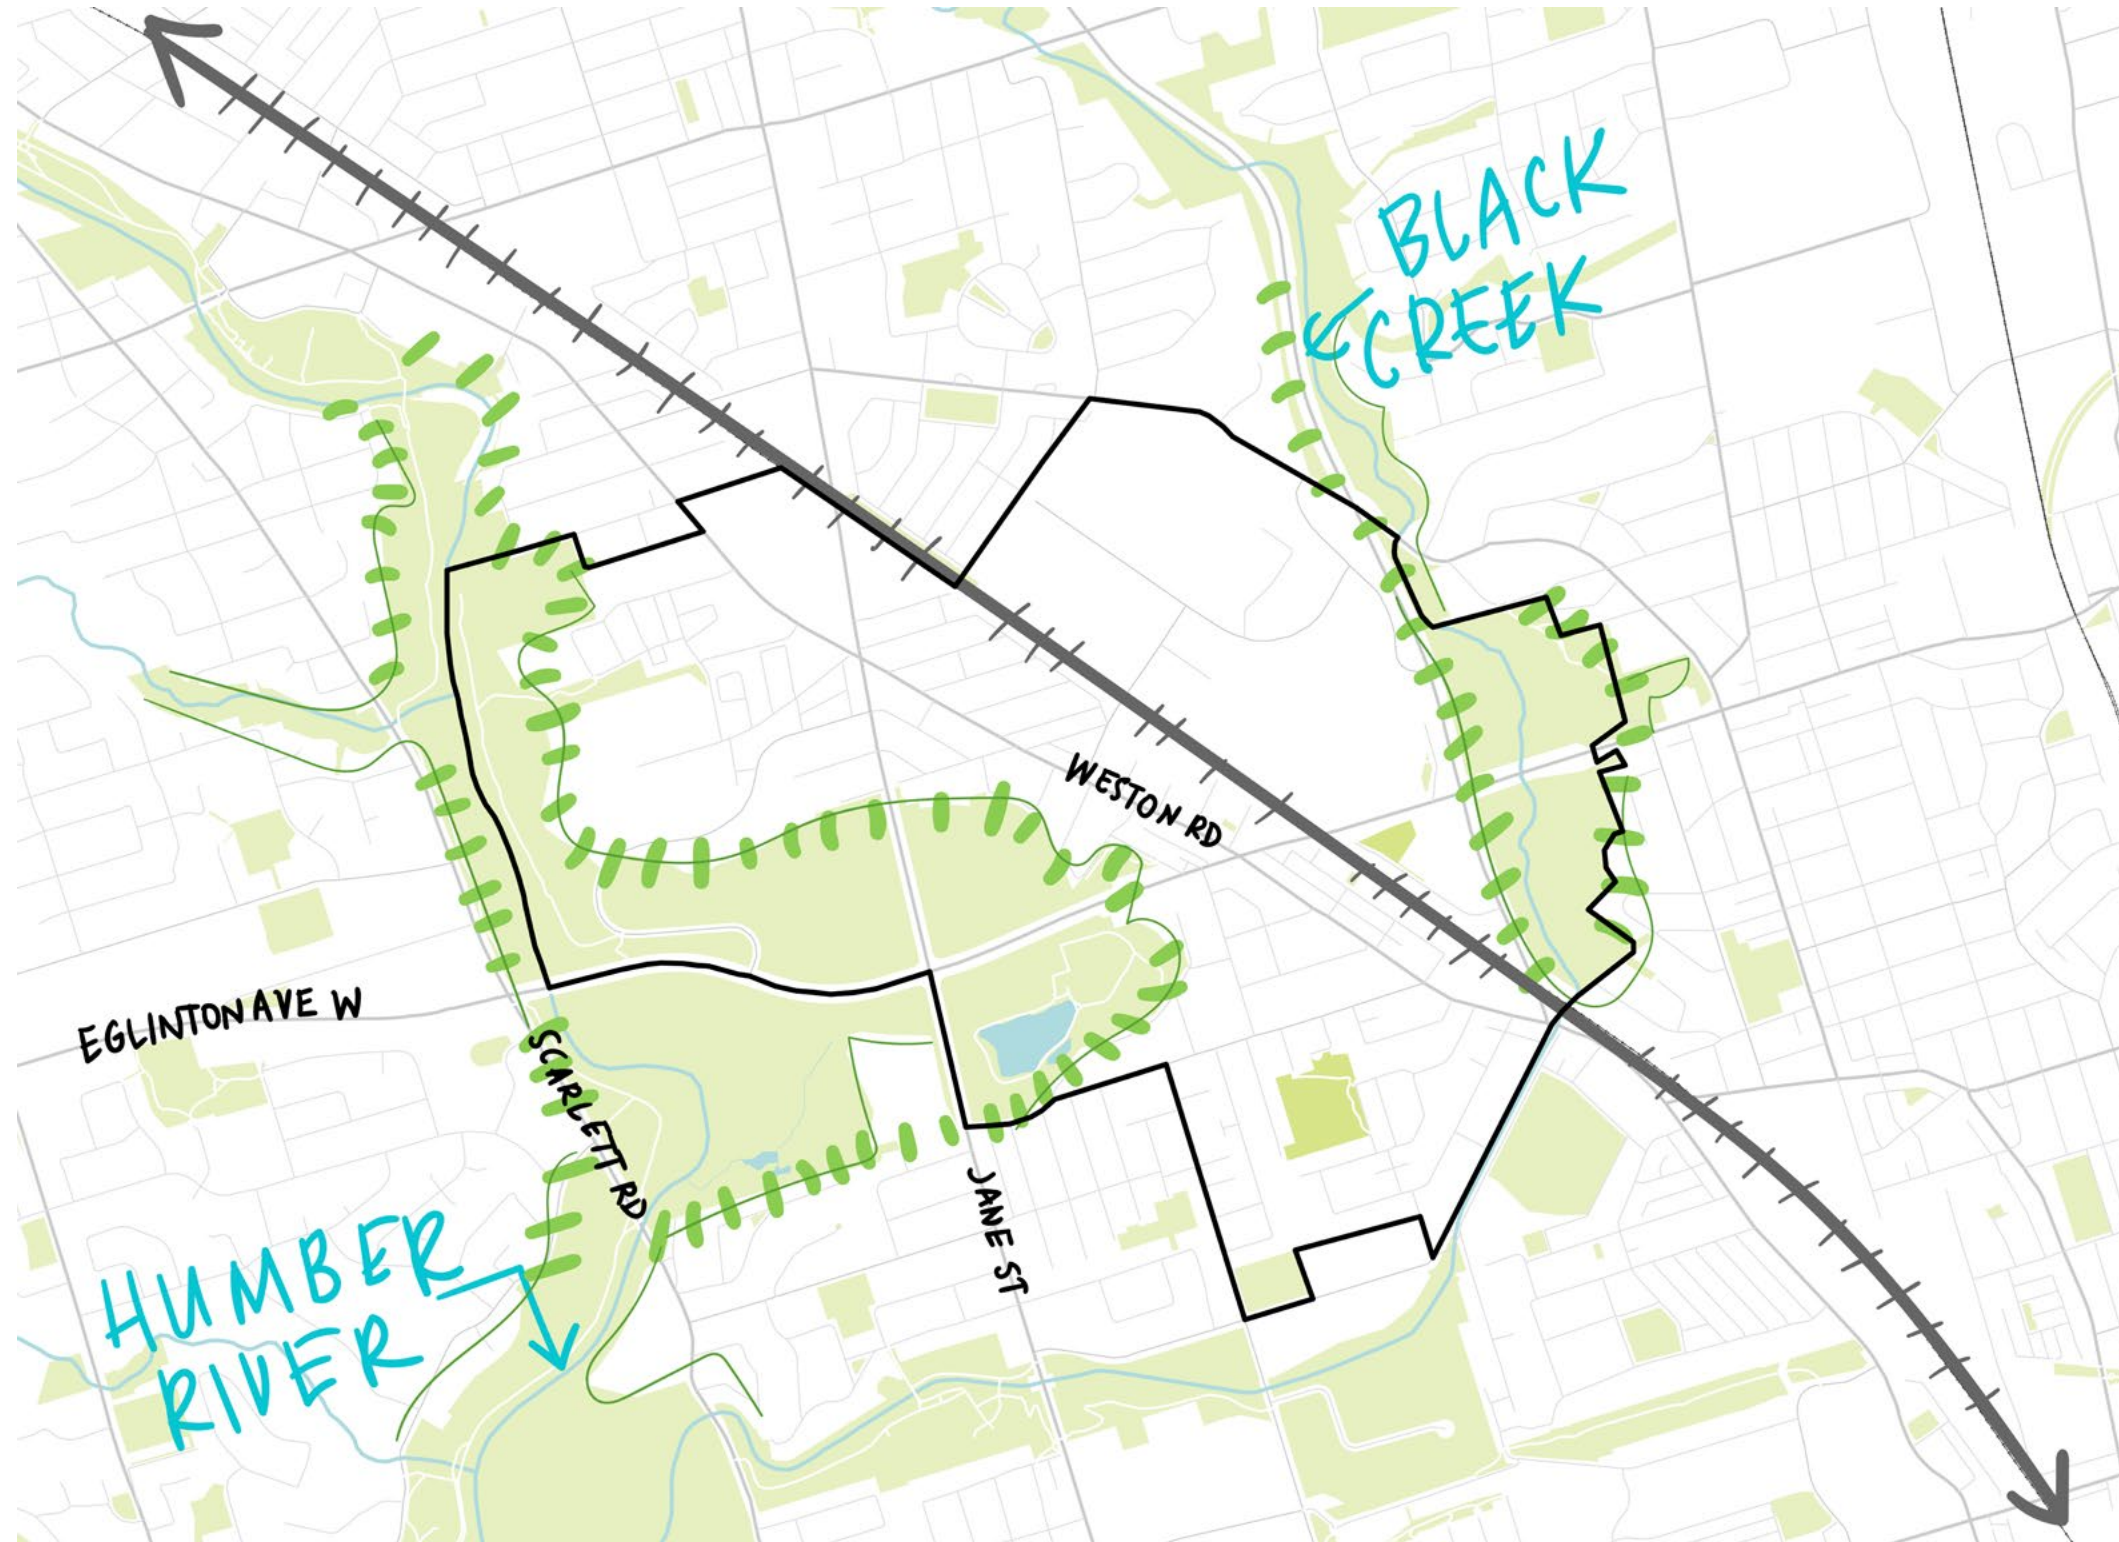 BLACK
CREEK
WESTON RD
EGLINTON AVE W
SCARLETT RD
JANE ST
HUMBER
RIVER